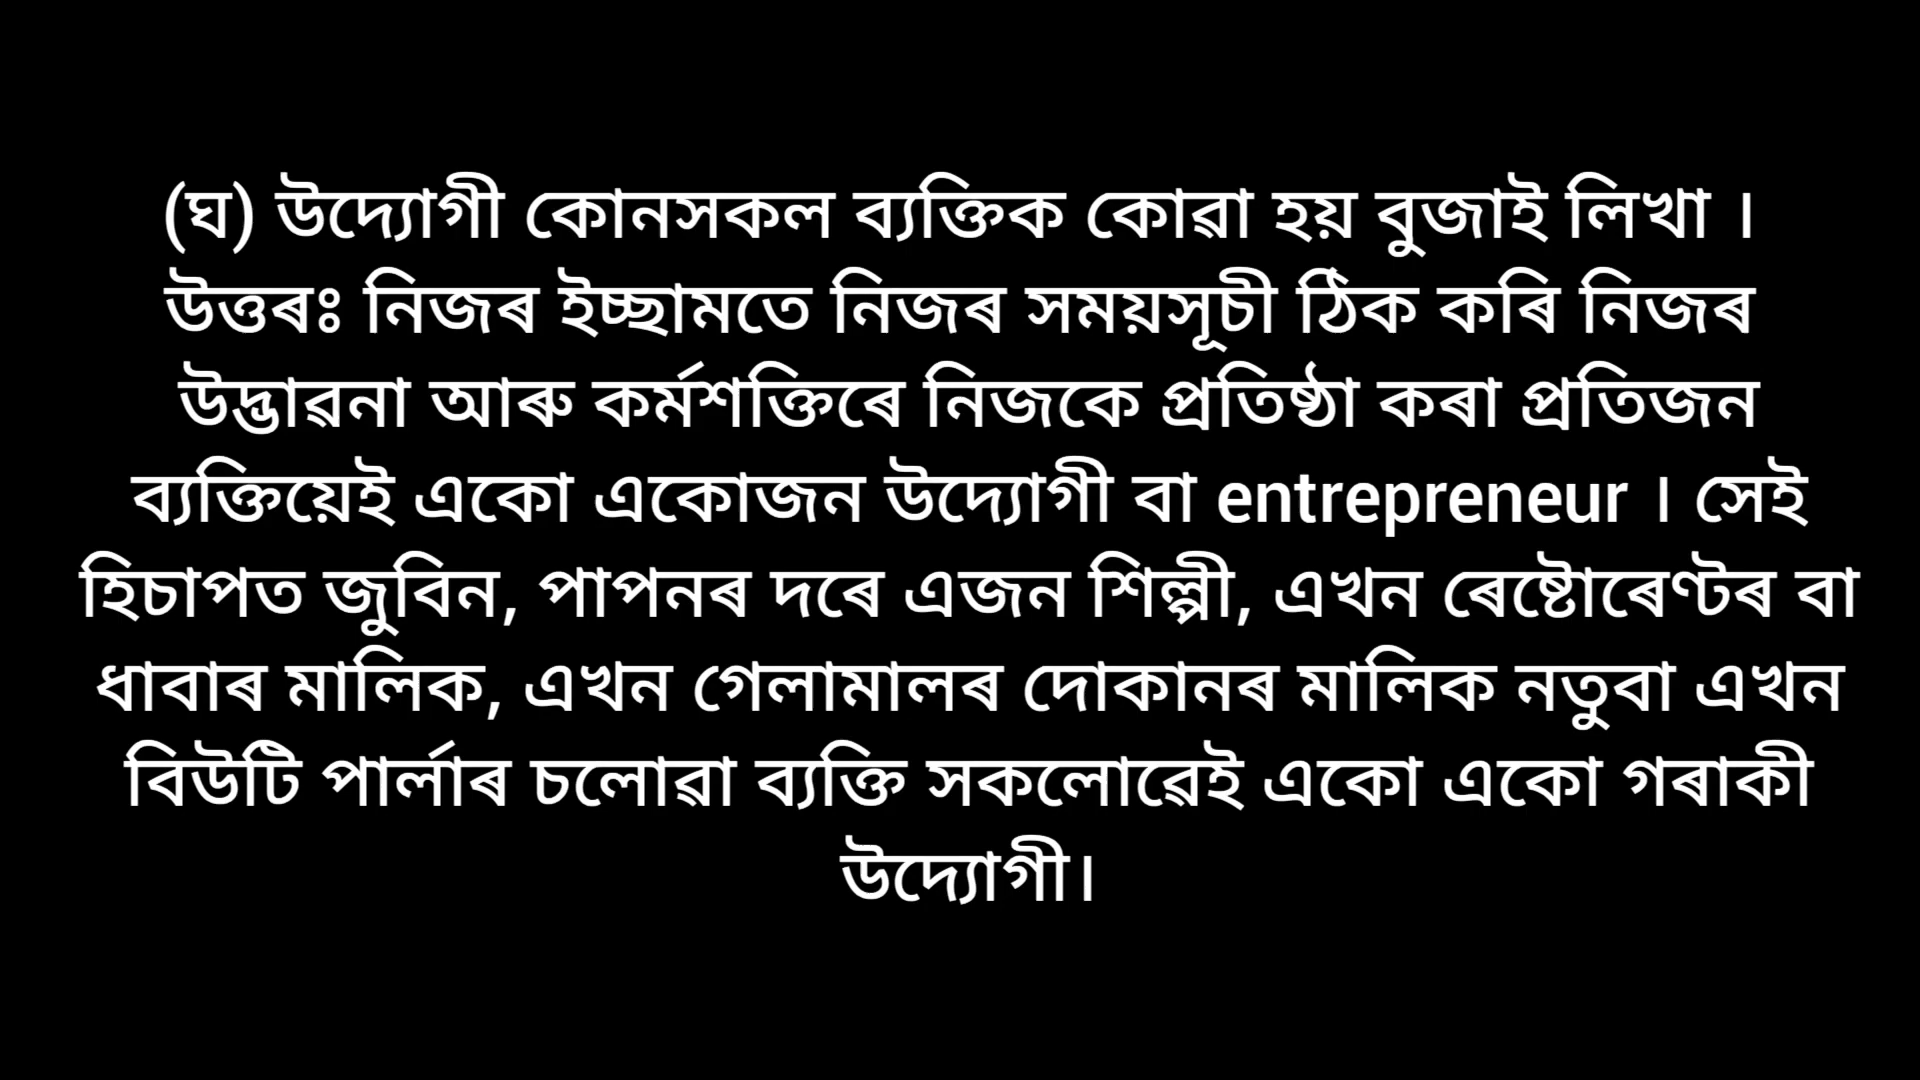 (ঘ) উদ্যোগী কোনসকল ব্যক্তিক কোৱা হয় বুজাই লিখা ।
উত্তৰঃ নিজৰ ইচ্ছামতে নিজৰ সময়সূচী ঠিক কৰি নিজৰ
উদ্ভাৱনা আৰু কৰ্মশক্তিৰে নিজকে প্ৰতিষ্ঠা কৰা প্ৰতিজন
ব্যক্তিয়েই একো একোজন উদ্যোগী বা entrepreneur । সেই
হিচাপত জুবিন, পাপনৰ দৰে এজন শিল্পী, এখন ৰেষ্টোৰেণ্টৰ বা
ধাবাৰ মালিক, এখন গেলামালৰ দোকানৰ মালিক নতুবা এখন
বিউটি পাৰ্লাৰ চলোৱা ব্যক্তি সকলোৱেই একো একো গৰাকী
উদ্যোগী।